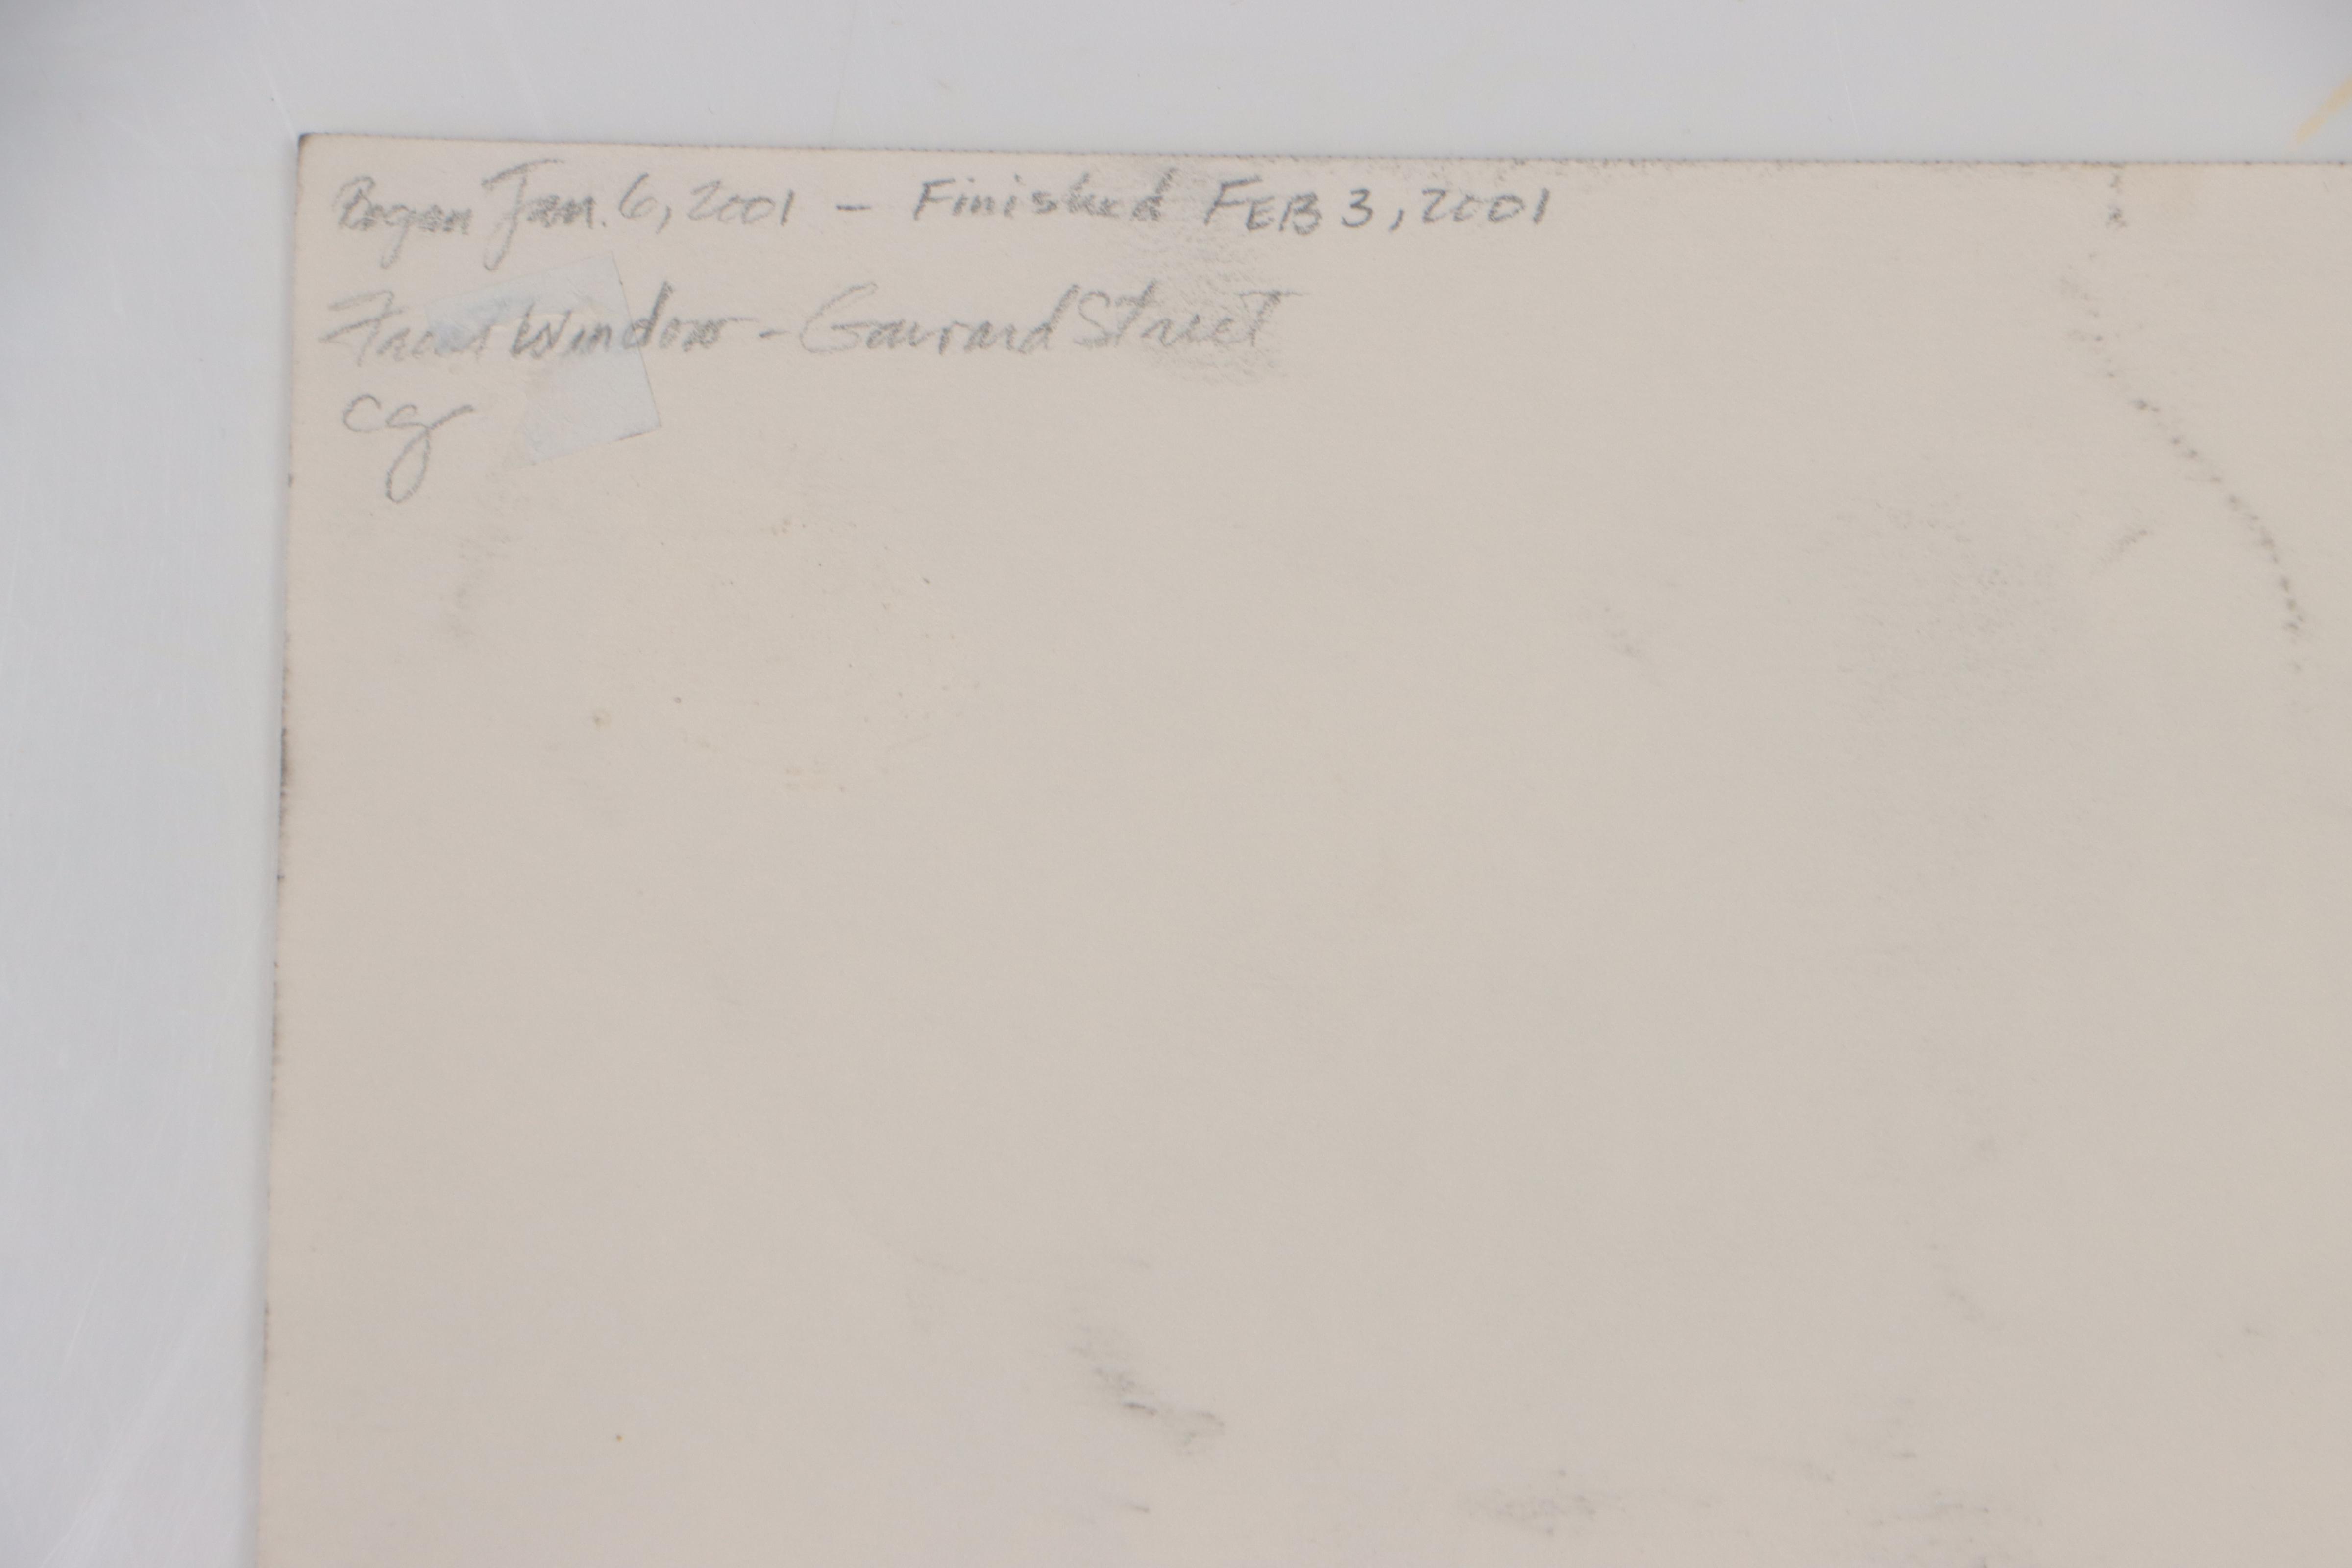 Began Jan. 6, 2001 - Finished FEB 3, 2001
Front Window - Garrard Street
cg